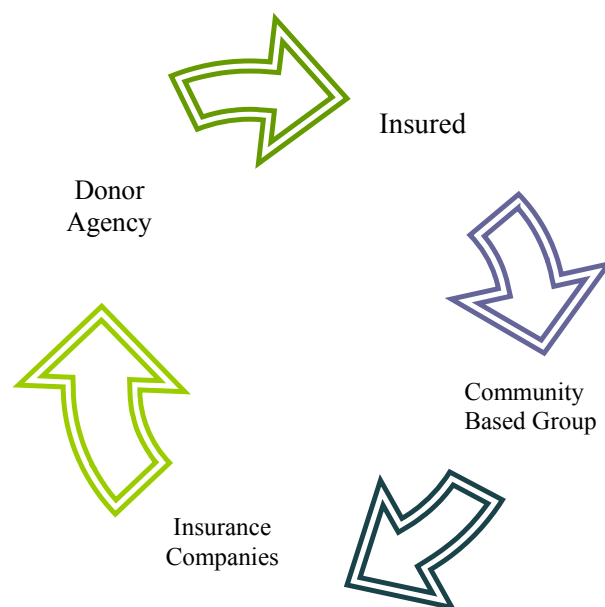 Insured
Donor
Agency
Community
Based Group
Insurance
Companies